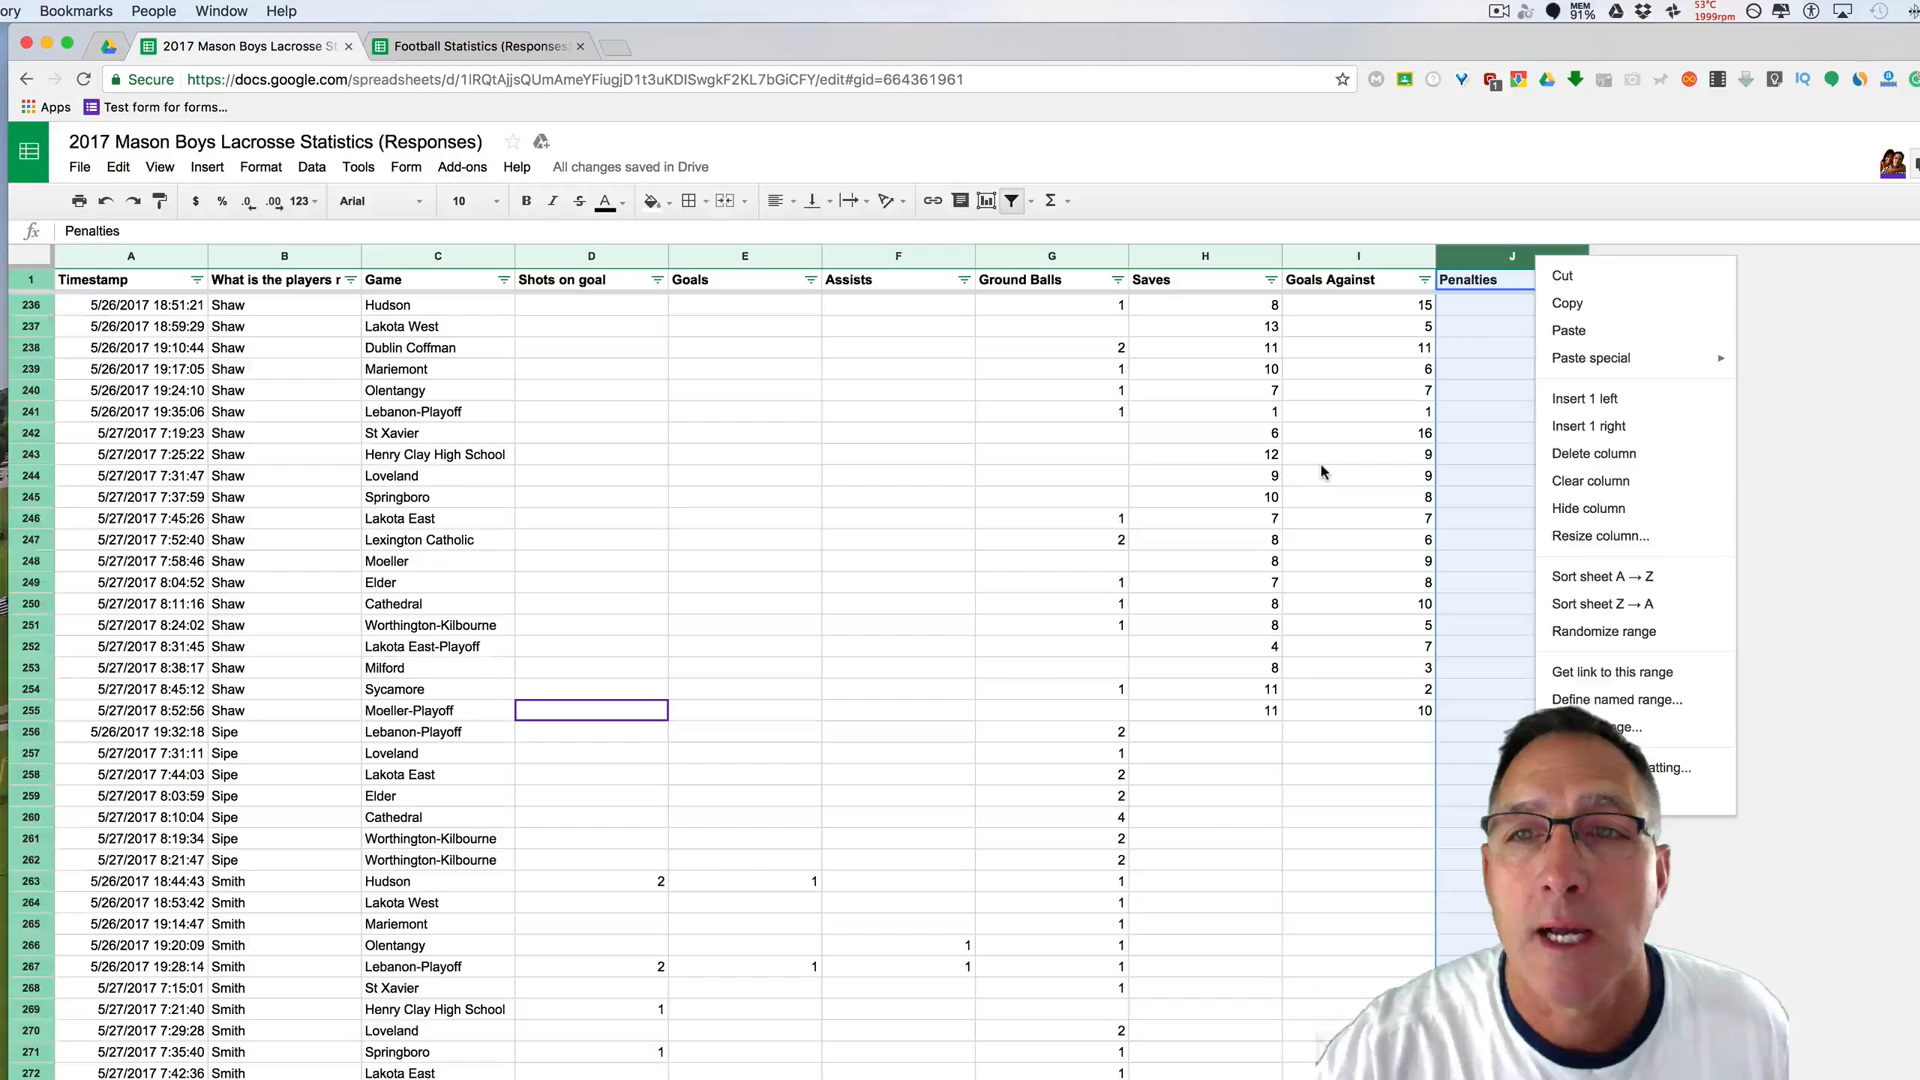 ory Bookmarks People Window Help MEM 91% 53°C 1999rpm
2017 Mason Boys Lacrosse St × Football Statistics (Responses) ×
Secure https://docs.google.com/spreadsheets/d/1lRQtAjjsQUmAmeYFiugjD1t3uKDISwgkF2KL7bGiCFY/edit#gid=664361961
Apps Test form for forms...
2017 Mason Boys Lacrosse Statistics (Responses)
File Edit View Insert Format Data Tools Form Add-ons Help All changes saved in Drive
$ % .0 .00 123 Arial 10 B I S A Σ
fx Penalties
A B C D E F G H I J
1 Timestamp What is the players r Game Shots on goal Goals Assists Ground Balls Saves Goals Against Penalties
236 5/26/2017 18:51:21 Shaw Hudson 1 8 15
237 5/26/2017 18:59:29 Shaw Lakota West 13 5
238 5/26/2017 19:10:44 Shaw Dublin Coffman 2 11 11
239 5/26/2017 19:17:05 Shaw Mariemont 1 10 6
240 5/26/2017 19:24:10 Shaw Olentangy 1 7 7
241 5/26/2017 19:35:06 Shaw Lebanon-Playoff 1 1 1
242 5/27/2017 7:19:23 Shaw St Xavier 6 16
243 5/27/2017 7:25:22 Shaw Henry Clay High School 12 9
244 5/27/2017 7:31:47 Shaw Loveland 9 9
245 5/27/2017 7:37:59 Shaw Springboro 10 8
246 5/27/2017 7:45:26 Shaw Lakota East 1 7 7
247 5/27/2017 7:52:40 Shaw Lexington Catholic 2 8 6
248 5/27/2017 7:58:46 Shaw Moeller 8 9
249 5/27/2017 8:04:52 Shaw Elder 1 7 8
250 5/27/2017 8:11:16 Shaw Cathedral 1 8 10
251 5/27/2017 8:24:02 Shaw Worthington-Kilbourne 1 8 5
252 5/27/2017 8:31:45 Shaw Lakota East-Playoff 4 7
253 5/27/2017 8:38:17 Shaw Milford 8 3
254 5/27/2017 8:45:12 Shaw Sycamore 1 11 2
255 5/27/2017 8:52:56 Shaw Moeller-Playoff 11 10
256 5/26/2017 19:32:18 Sipe Lebanon-Playoff 2
257 5/27/2017 7:31:11 Sipe Loveland 1
258 5/27/2017 7:44:03 Sipe Lakota East 2
259 5/27/2017 8:03:59 Sipe Elder 2
260 5/27/2017 8:10:04 Sipe Cathedral 4
261 5/27/2017 8:19:34 Sipe Worthington-Kilbourne 2
262 5/27/2017 8:21:47 Sipe Worthington-Kilbourne 2
263 5/26/2017 18:44:43 Smith Hudson 2 1 1
264 5/26/2017 18:53:42 Smith Lakota West 1
265 5/26/2017 19:14:47 Smith Mariemont 1
266 5/26/2017 19:20:09 Smith Olentangy 1 1
267 5/26/2017 19:28:14 Smith Lebanon-Playoff 2 1 1 1
268 5/27/2017 7:15:01 Smith St Xavier 1
269 5/27/2017 7:21:40 Smith Henry Clay High School 1
270 5/27/2017 7:29:28 Smith Loveland 2
271 5/27/2017 7:35:40 Smith Springboro 1 1
272 5/27/2017 7:42:36 Smith Lakota East 1
Cut
Copy
Paste
Paste special
Insert 1 left
Insert 1 right
Delete column
Clear column
Hide column
Resize column...
Sort sheet A → Z
Sort sheet Z → A
Randomize range
Get link to this range
Define named range...
nge...
atting...